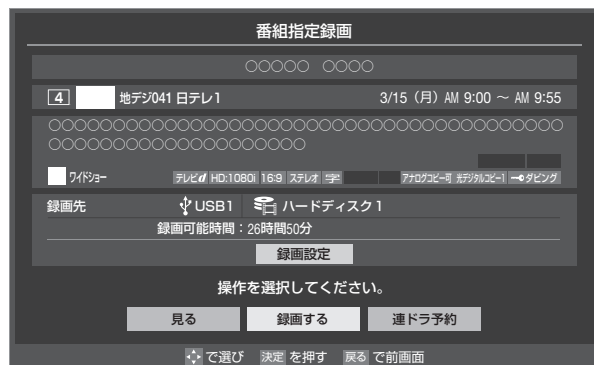 番組指定録画
○○○○○ ○○○○
4 地デジ041 日テレ1 3/15（月）AM 9:00 ～ AM 9:55
○○○○○○○○○○○○○○○○○○○○○○○○○○○○○○○○○○○○○○○○
○○○○○○○○○○○○○○○○○○○○
ワイドショー テレビd HD:1080i 16:9 ステレオ 字 アナログコピー可 光デジタルコピー1 ダビング
録画先 USB1 ハードディスク1
録画可能時間：26時間50分
録画設定
操作を選択してください。
見る 録画する 連ドラ予約
で選び 決定 を押す 戻る で前画面